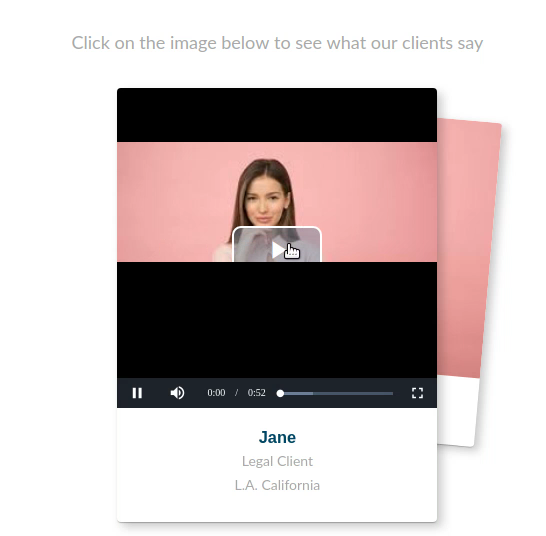 Click on the image below to see what our clients say
0:00 / 0:52
Jane
Legal Client
L.A. California